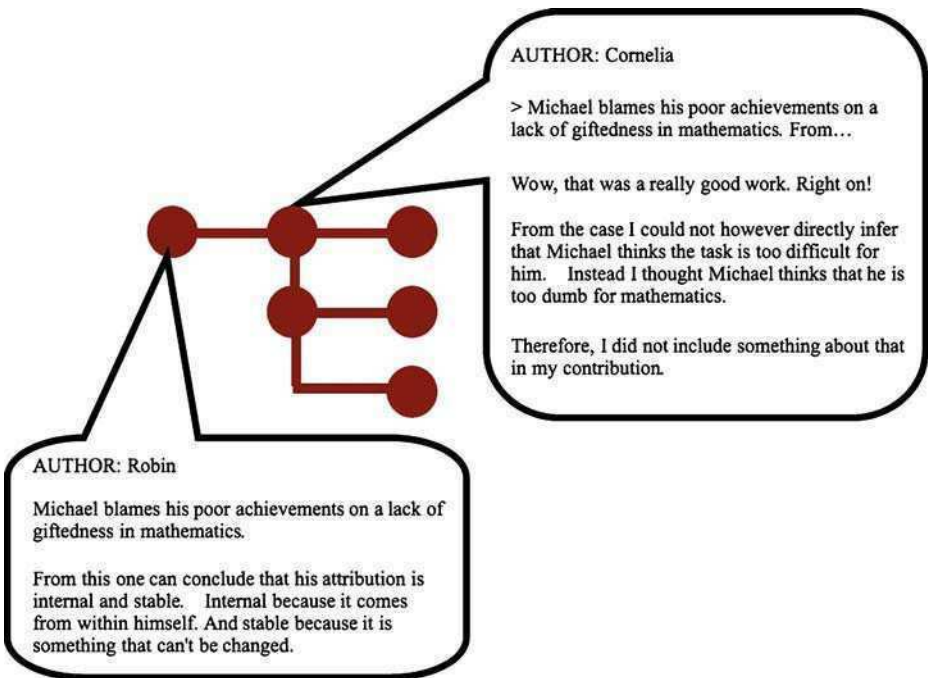 AUTHOR: Cornelia
> Michael blames his poor achievements on a
lack of giftedness in mathematics. From...
Wow, that was a really good work. Right on!
From the case I could not however directly infer
that Michael thinks the task is too difficult for
him. Instead I thought Michael thinks that he is
too dumb for mathematics.
Therefore, I did not include something about that
in my contribution.
AUTHOR: Robin
Michael blames his poor achievements on a lack of
giftedness in mathematics.
From this one can conclude that his attribution is
internal and stable. Internal because it comes
from within himself. And stable because it is
something that can't be changed.